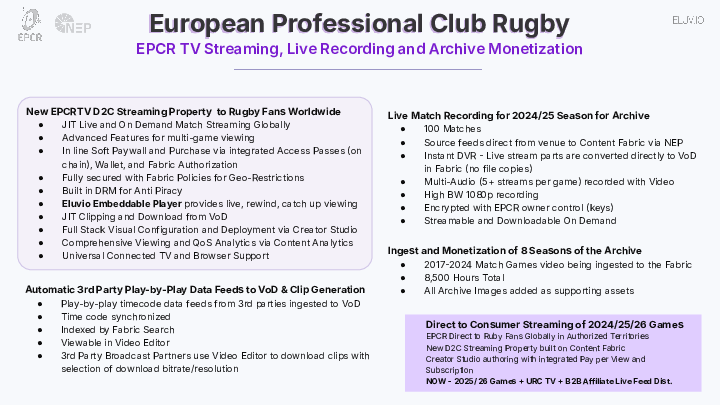 EPCR
NEP
European Professional Club Rugby
ELUV.IO
EPCR TV Streaming, Live Recording and Archive Monetization
New EPCRTV D2C Streaming Property to Rugby Fans Worldwide
● JIT Live and On Demand Match Streaming Globally
● Advanced Features for multi-game viewing
● In line Soft Paywall and Purchase via integrated Access Passes (on
chain), Wallet, and Fabric Authorization
● Fully secured with Fabric Policies for Geo-Restrictions
● Built in DRM for Anti Piracy
● Eluvio Embeddable Player provides live, rewind, catch up viewing
● JIT Clipping and Download from VoD
● Full Stack Visual Configuration and Deployment via Creator Studio
● Comprehensive Viewing and QoS Analytics via Content Analytics
● Universal Connected TV and Browser Support
Automatic 3rd Party Play-by-Play Data Feeds to VoD & Clip Generation
● Play-by-play timecode data feeds from 3rd parties ingested to VoD
● Time code synchronized
● Indexed by Fabric Search
● Viewable in Video Editor
● 3rd Party Broadcast Partners use Video Editor to download clips with
selection of download bitrate/resolution
Live Match Recording for 2024/25 Season for Archive
● 100 Matches
● Source feeds direct from venue to Content Fabric via NEP
● Instant DVR - Live stream parts are converted directly to VoD
in Fabric (no file copies)
● Multi-Audio (5+ streams per game) recorded with Video
● High BW 1080p recording
● Encrypted with EPCR owner control (keys)
● Streamable and Downloadable On Demand
Ingest and Monetization of 8 Seasons of the Archive
● 2017-2024 Match Games video being ingested to the Fabric
● 8,500 Hours Total
● All Archive Images added as supporting assets
Direct to Consumer Streaming of 2024/25/26 Games
EPCR Direct to Ruby Fans Globally in Authorized Territories
New D2C Streaming Property built on Content Fabric
Creator Studio authoring with integrated Pay per View and
Subscription
NOW - 2025/26 Games + URC TV + B2B Affiliate Live Feed Dist.